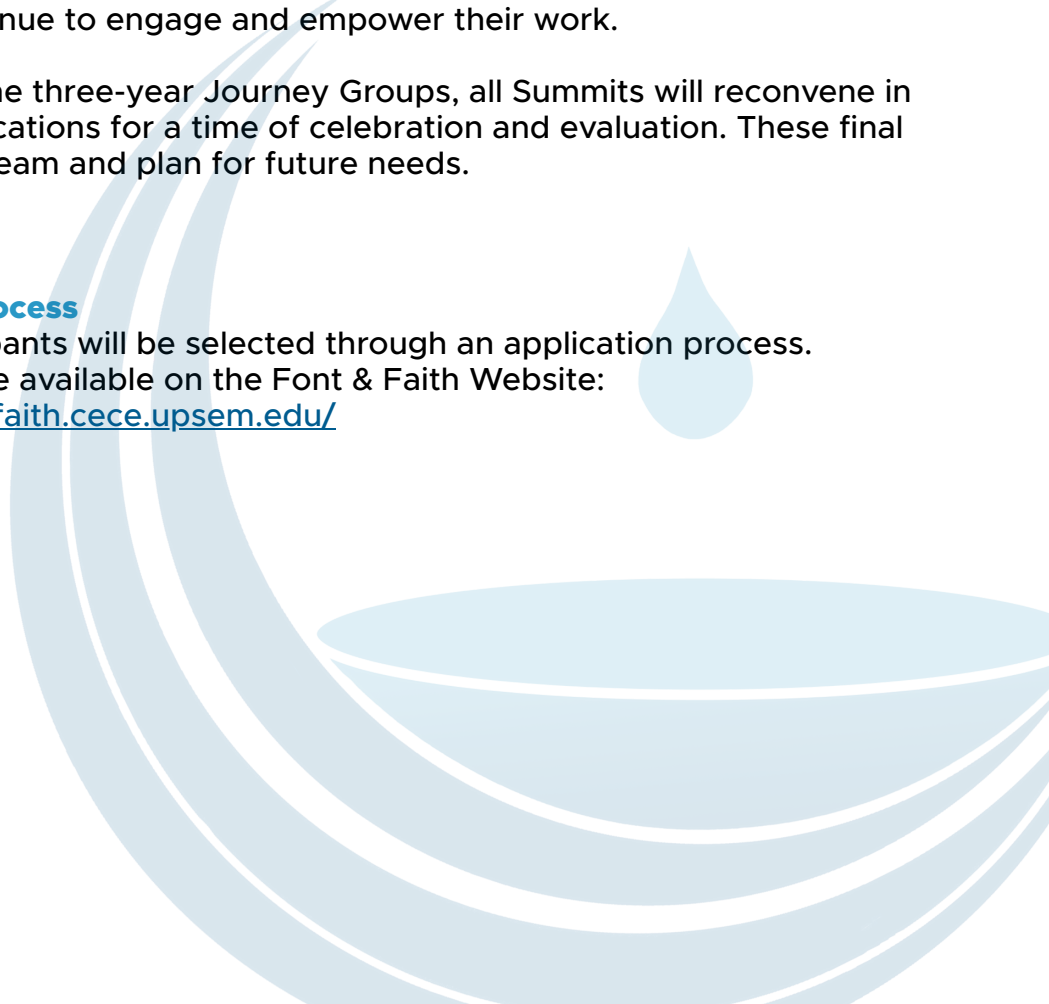 nue to engage and empower their work.
ne three-year Journey Groups, all Summits will reconvene in
cations for a time of celebration and evaluation. These final
eam and plan for future needs.
ocess
pants will be selected through an application process.
e available on the Font & Faith Website:
faith.cece.upsem.edu/